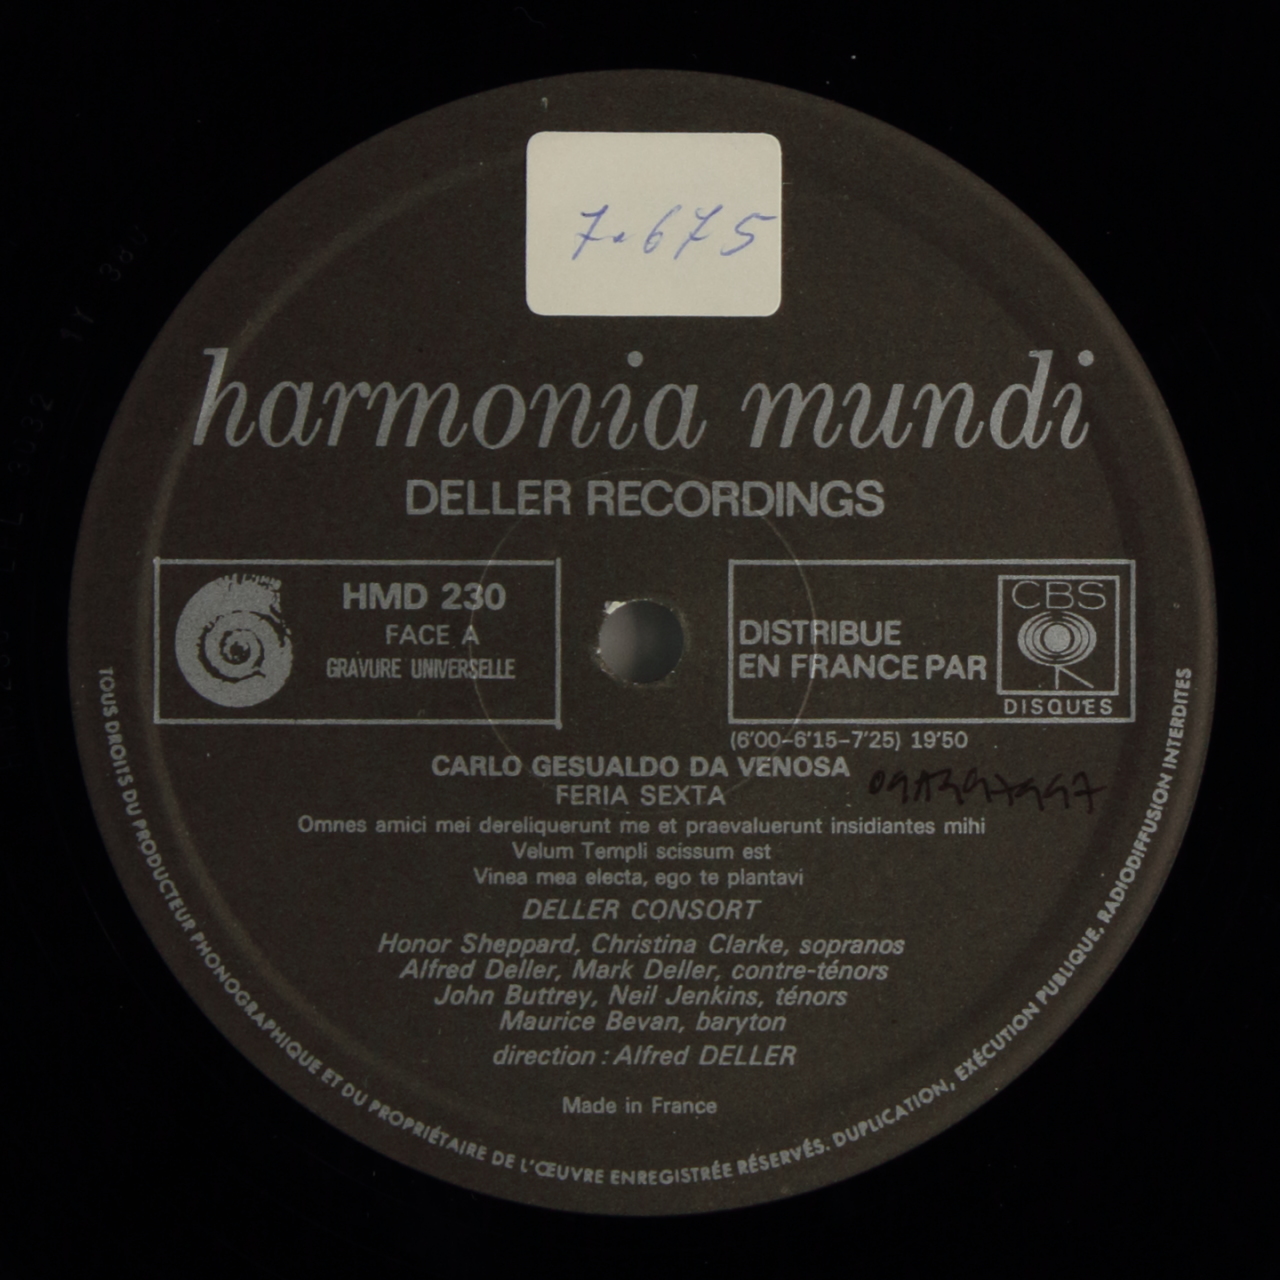 7.675
harmonia mundi
DELLER RECORDINGS
HMD 230
FACE A
GRAVURE UNIVERSELLE
DISTRIBUE
EN FRANCE PAR
CBS
DISQUES
(6'00–6'15–7'25) 19'50
CARLO GESUALDO DA VENOSA
FERIA SEXTA
Omnes amici mei dereliquerunt me et praevaluerunt insidiantes mihi
Velum Templi scissum est
Vinea mea electa, ego te plantavi
DELLER CONSORT
Honor Sheppard, Christina Clarke, sopranos
Alfred Deller, Mark Deller, contre-ténors
John Buttrey, Neil Jenkins, ténors
Maurice Bevan, baryton
direction : Alfred DELLER
Made in France
TOUS DROITS DU PRODUCTEUR PHONOGRAPHIQUE ET DU PROPRIÉTAIRE DE L'ŒUVRE ENREGISTRÉE RÉSERVÉS. DUPLICATION, EXÉCUTION PUBLIQUE, RADIODIFFUSION INTERDITES